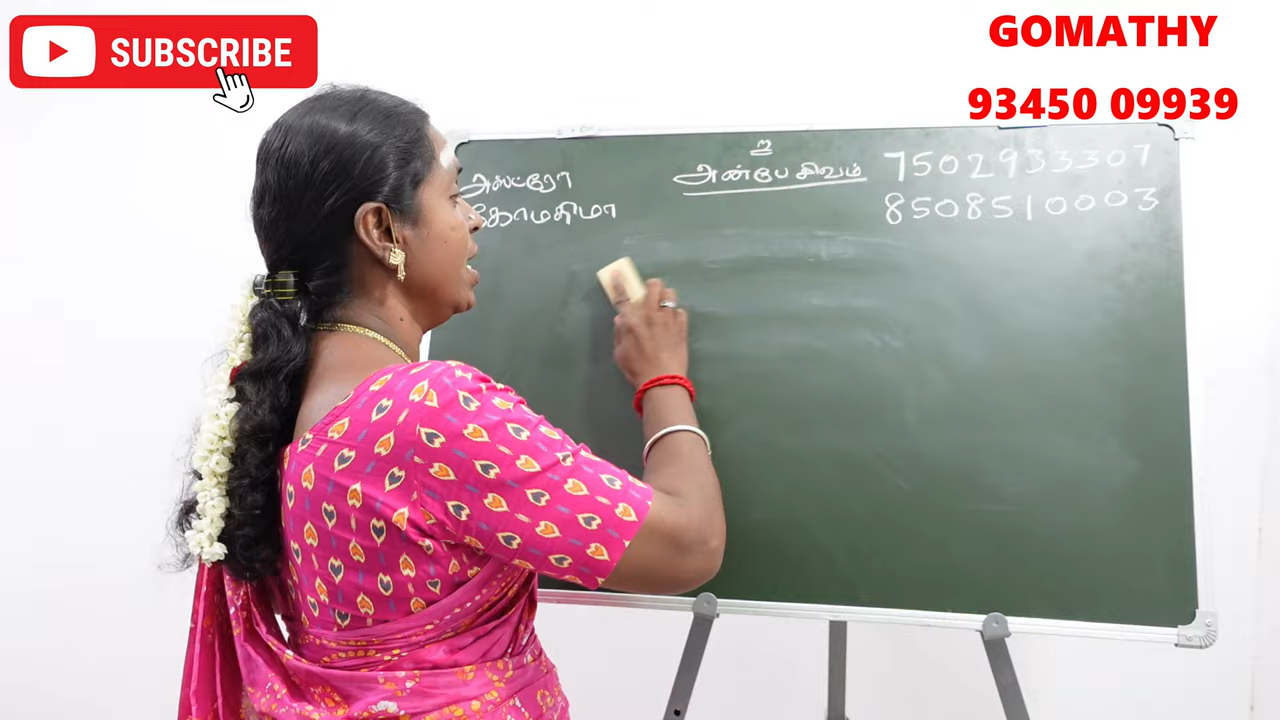 SUBSCRIBE
GOMATHY
93450 09939
உ
அன்பே சிவம்
7502933307
8508510003
அஸ்ட்ரோ
கோமதிமா